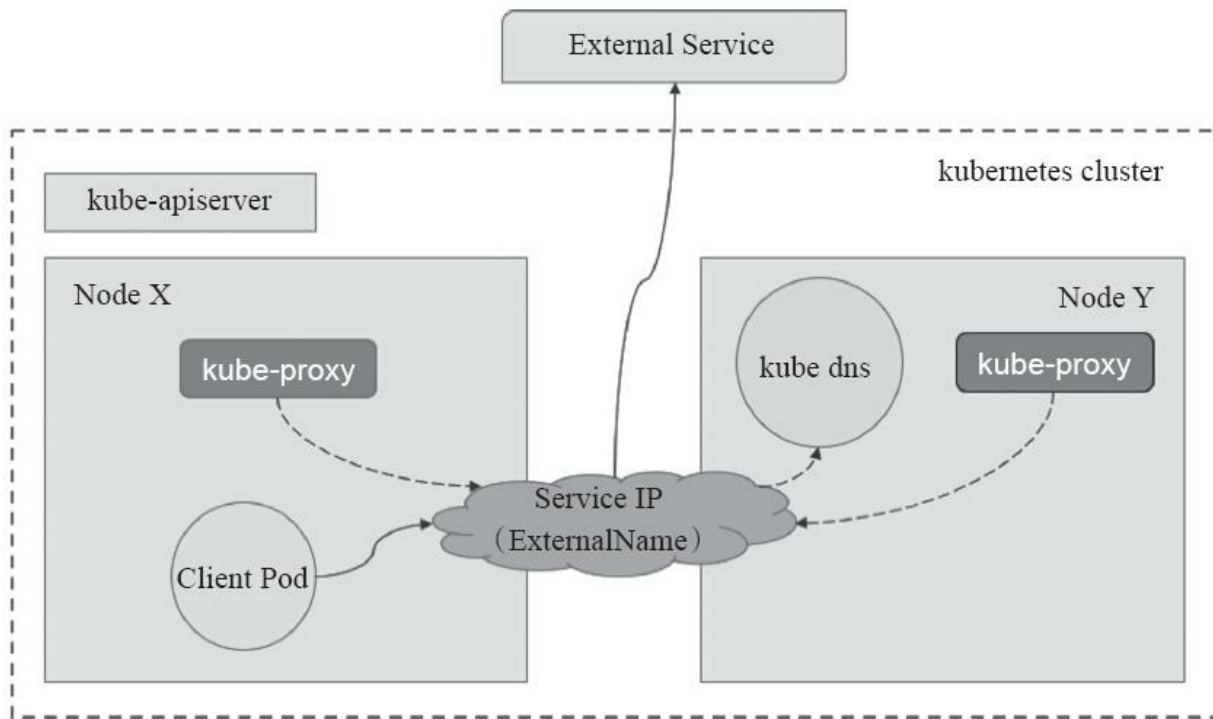 External Service
kubernetes cluster
kube-apiserver
Node X
Node Y
kube-proxy
kube dns
kube-proxy
Service IP
（ExternalName）
Client Pod